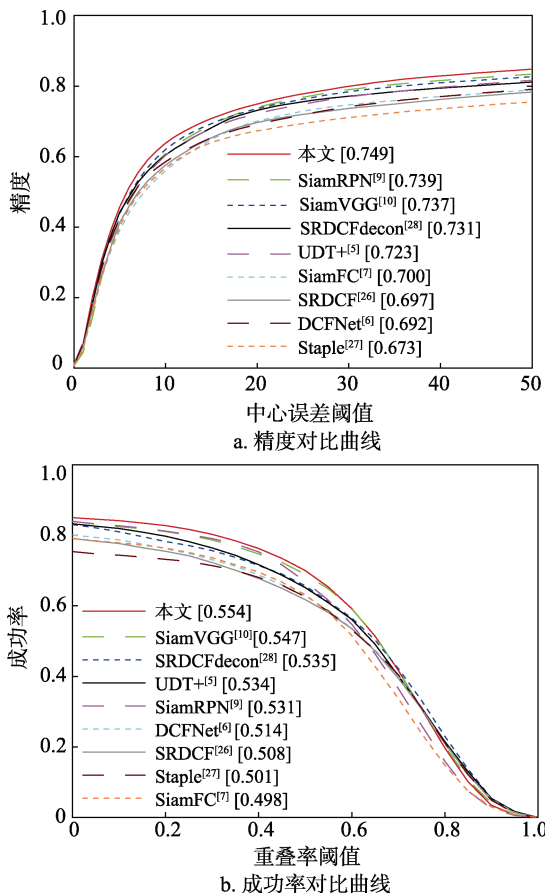 1.0
0.8
0.6
0.4
0.2
0
精度
本文 [0.749]
SiamRPN[9] [0.739]
SiamVGG[10] [0.737]
SRDCFdecon[28] [0.731]
UDT+[5] [0.723]
SiamFC[7] [0.700]
SRDCF[26] [0.697]
DCFNet[6] [0.692]
Staple[27] [0.673]
0 10 20 30 40 50
中心误差阈值
a. 精度对比曲线
1.0
0.8
0.6
0.4
0.2
0
成功率
本文 [0.554]
SiamVGG[10][0.547]
SRDCFdecon[28] [0.535]
UDT+[5] [0.534]
SiamRPN[9] [0.531]
DCFNet[6] [0.514]
SRDCF[26] [0.508]
Staple[27] [0.501]
SiamFC[7] [0.498]
0 0.2 0.4 0.6 0.8 1.0
重叠率阈值
b. 成功率对比曲线